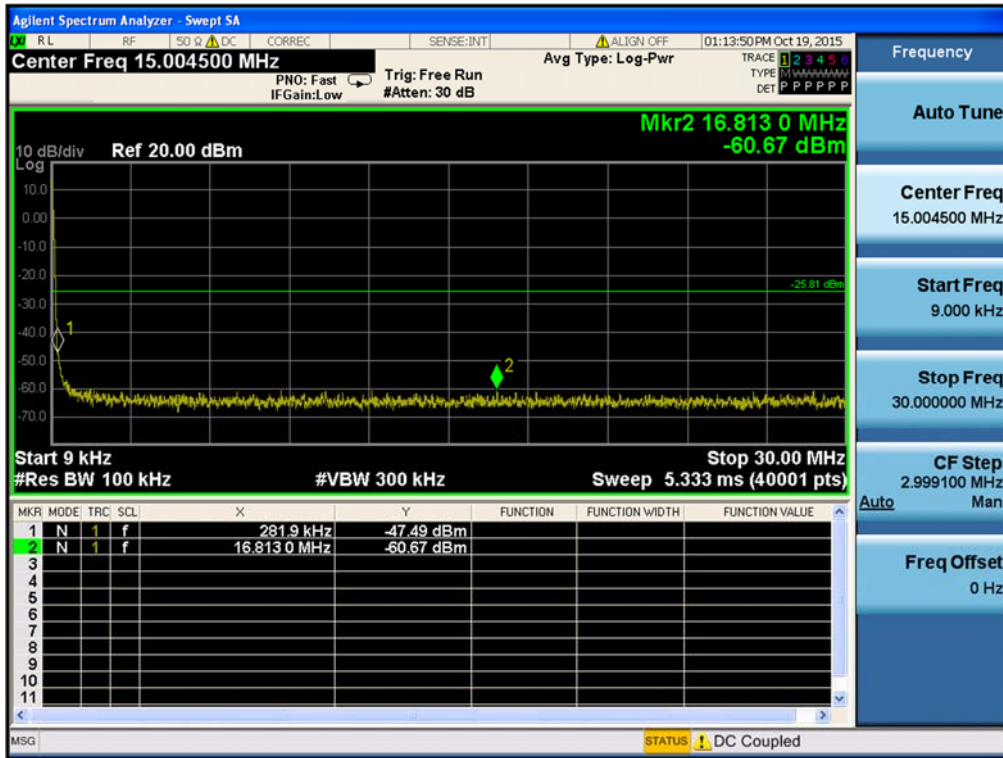 Agilent Spectrum Analyzer - Swept SA
LXI RL RF 50 Ω DC CORREC SENSE:INT ALIGN OFF 01:13:50 PM Oct 19, 2015
Center Freq 15.004500 MHz
PNO: Fast
IFGain:Low
Trig: Free Run
#Atten: 30 dB
Avg Type: Log-Pwr
TRACE 1 2 3 4 5 6
TYPE M WWWWW
DET P P P P P P
Mkr2 16.813 0 MHz
-60.67 dBm
10 dB/div Ref 20.00 dBm
Log
10.0
0.00
-10.0
-20.0
-25.81 dBm
-30.0
-40.0
1
-50.0
2
-60.0
-70.0
Start 9 kHz Stop 30.00 MHz
#Res BW 100 kHz #VBW 300 kHz Sweep 5.333 ms (40001 pts)
MKR MODE TRC SCL X Y FUNCTION FUNCTION WIDTH FUNCTION VALUE
1 N 1 f 281.9 kHz -47.49 dBm
2 N 1 f 16.813 0 MHz -60.67 dBm
3
4
5
6
7
8
9
10
11
MSG STATUS DC Coupled
Frequency
Auto Tune
Center Freq
15.004500 MHz
Start Freq
9.000 kHz
Stop Freq
30.000000 MHz
CF Step
2.999100 MHz
Auto Man
Freq Offset
0 Hz